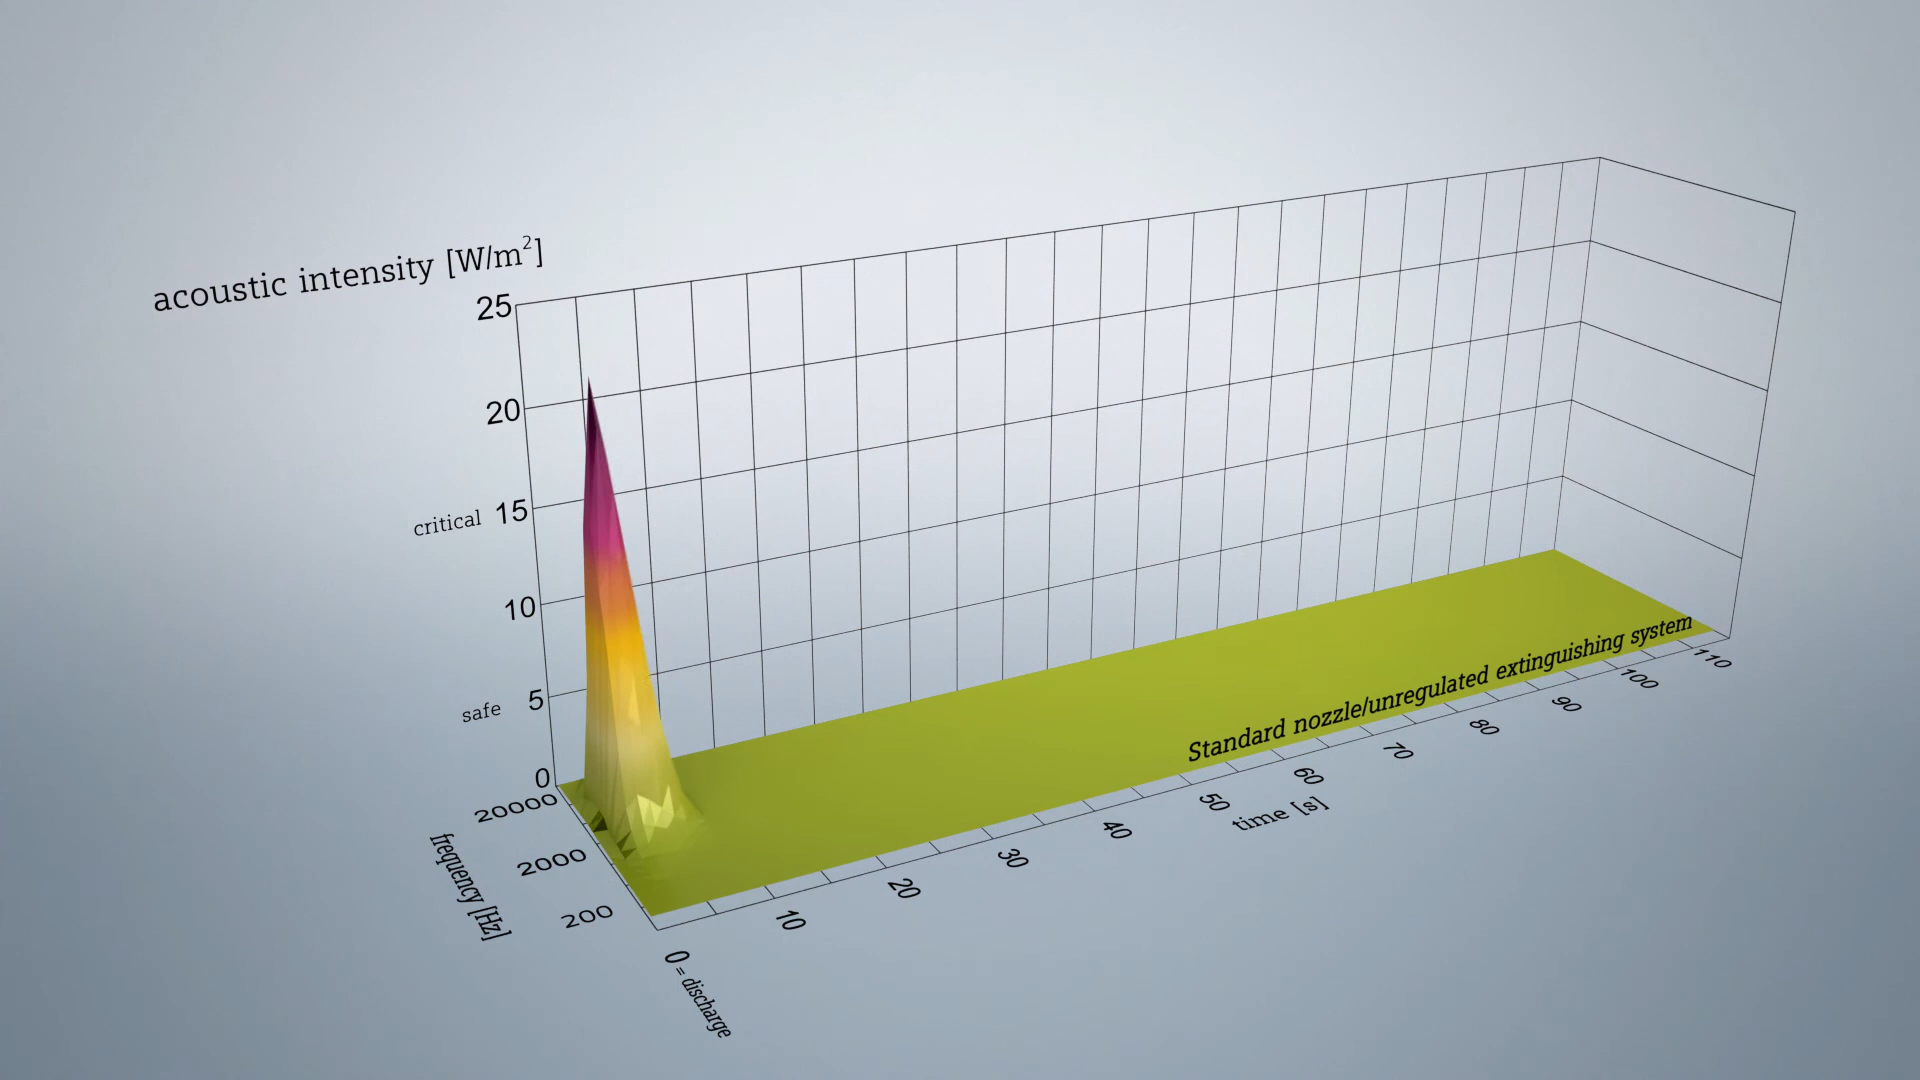 acoustic intensity [W/m²]
25
20
critical 15
10
safe 5
0
20000
2000
200
frequency [Hz]
0 = discharge
10
20
30
40
50
60
70
80
90
100
110
time [s]
Standard nozzle/unregulated extinguishing system